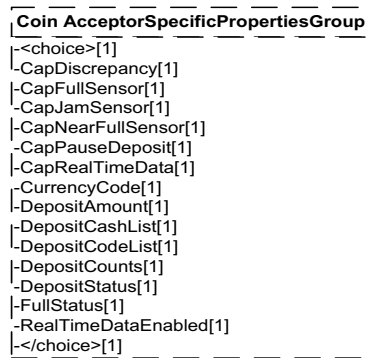 Coin AcceptorSpecificPropertiesGroup
-<choice>[1]
-CapDiscrepancy[1]
-CapFullSensor[1]
-CapJamSensor[1]
-CapNearFullSensor[1]
-CapPauseDeposit[1]
-CapRealTimeData[1]
-CurrencyCode[1]
-DepositAmount[1]
-DepositCashList[1]
-DepositCodeList[1]
-DepositCounts[1]
-DepositStatus[1]
-FullStatus[1]
-RealTimeDataEnabled[1]
-</choice>[1]